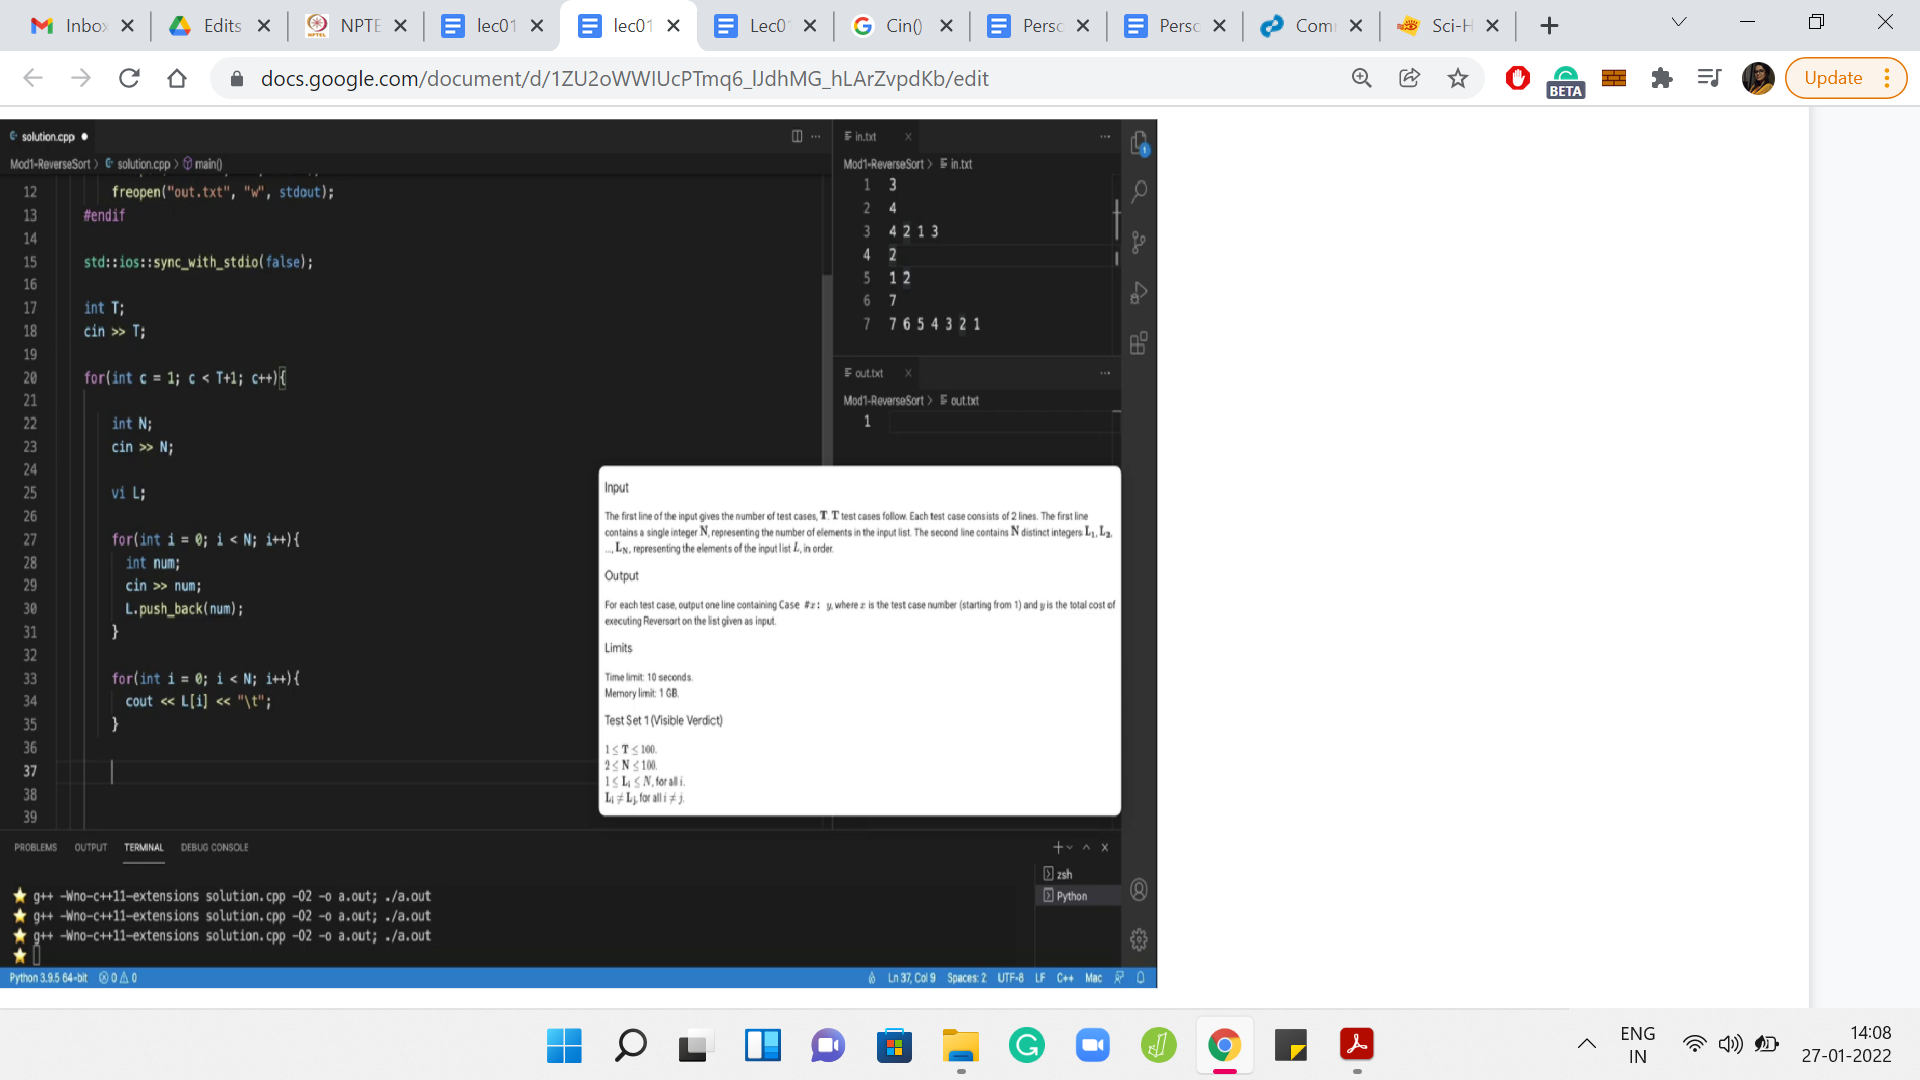 Inbox
Edits
NPTE
lec01
lec01
Lec01
Cin()
Perso
Perso
Com
Sci-H
docs.google.com/document/d/1ZU2oWWIUcPTmq6_lJdhMG_hLArZvpdKb/edit
BETA
Update
solution.cpp
Mod1-ReverseSort > solution.cpp > main()
12 freopen("out.txt", "w", stdout);
13 #endif
14
15 std::ios::sync_with_stdio(false);
16
17 int T;
18 cin >> T;
19
20 for(int c = 1; c < T+1; c++){
21
22 int N;
23 cin >> N;
24
25 vi L;
26
27 for(int i = 0; i < N; i++){
28 int num;
29 cin >> num;
30 L.push_back(num);
31 }
32
33 for(int i = 0; i < N; i++){
34 cout << L[i] << "\t";
35 }
36
37
38
39
in.txt
Mod1-ReverseSort > in.txt
1 3
2 4
3 4 2 1 3
4 2
5 1 2
6 7
7 7 6 5 4 3 2 1
out.txt
Mod1-ReverseSort > out.txt
1
1
Input
The first line of the input gives the number of test cases, T. T test cases follow. Each test case consists of 2 lines. The first line
contains a single integer N, representing the number of elements in the input list. The second line contains N distinct integers L1, L2,
..., LN, representing the elements of the input list L, in order.
Output
For each test case, output one line containing Case #x: y, where x is the test case number (starting from 1) and y is the total cost of
executing Reversort on the list given as input.
Limits
Time limit: 10 seconds.
Memory limit: 1 GB.
Test Set 1 (Visible Verdict)
1 ≤ T ≤ 100.
2 ≤ N ≤ 100.
1 ≤ Li ≤ N, for all i.
Li ≠ Lj, for all i ≠ j.
PROBLEMS OUTPUT TERMINAL DEBUG CONSOLE
g++ -Wno-c++11-extensions solution.cpp -O2 -o a.out; ./a.out
g++ -Wno-c++11-extensions solution.cpp -O2 -o a.out; ./a.out
g++ -Wno-c++11-extensions solution.cpp -O2 -o a.out; ./a.out
zsh
Python
Python 3.9.5 64-bit 0 0 Ln 37, Col 9 Spaces: 2 UTF-8 LF C++ Mac
ENG
IN
14:08
27-01-2022